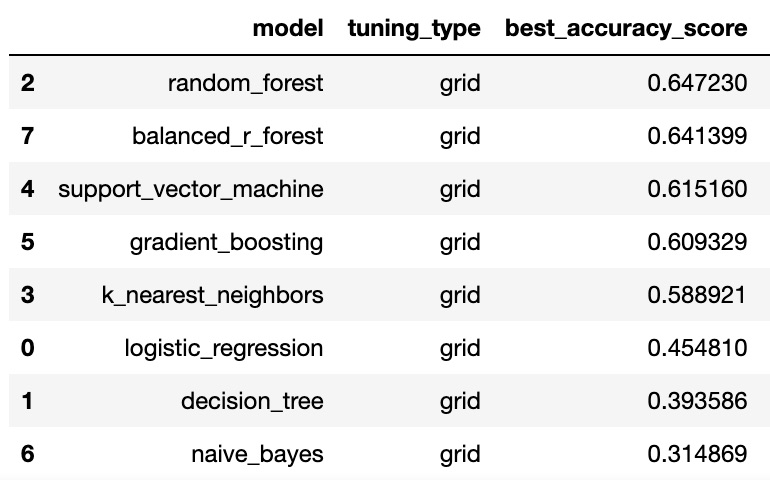 model tuning_type best_accuracy_score
2 random_forest grid 0.647230
7 balanced_r_forest grid 0.641399
4 support_vector_machine grid 0.615160
5 gradient_boosting grid 0.609329
3 k_nearest_neighbors grid 0.588921
0 logistic_regression grid 0.454810
1 decision_tree grid 0.393586
6 naive_bayes grid 0.314869